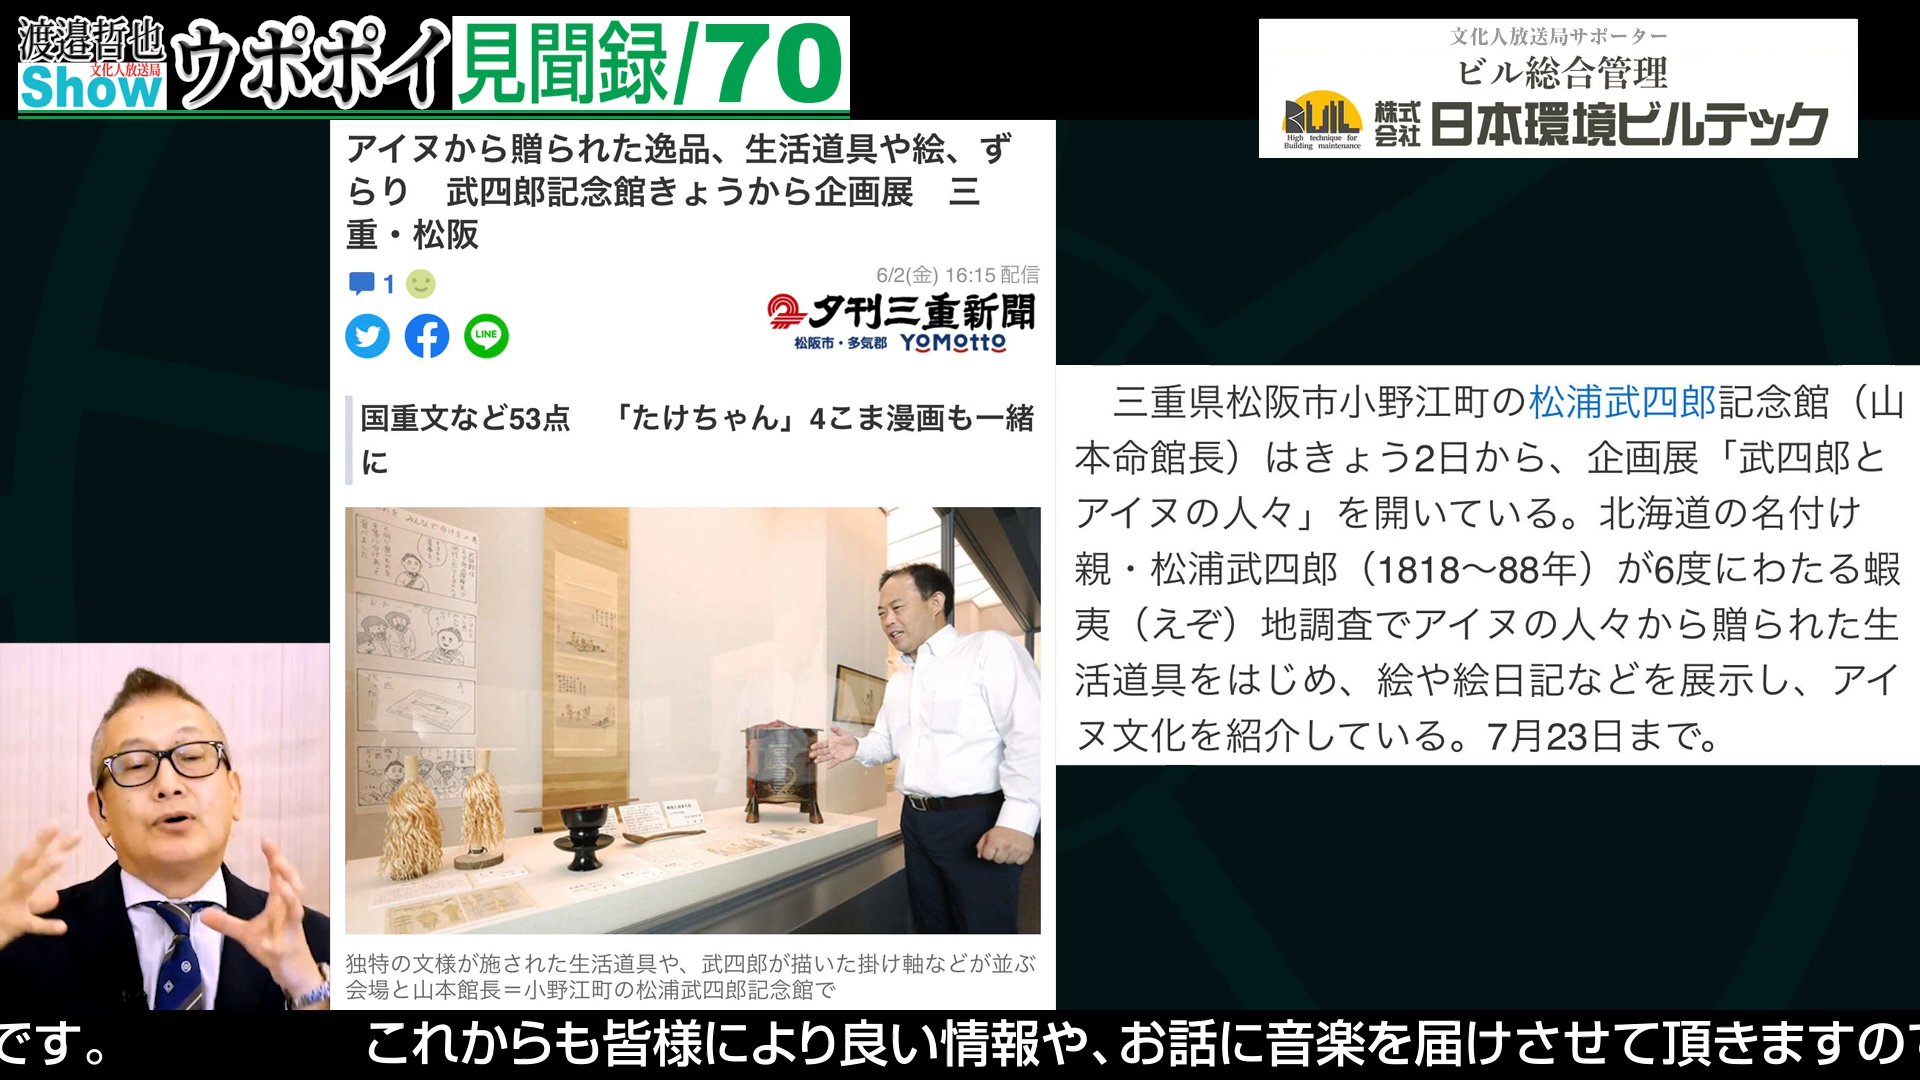 渡邉哲也
Show
文化人放送局
ウポポイ見聞録/70
文化人放送局サポーター
ビル総合管理
BUIL
High technique for
Building maintenance
株式
会社
日本環境ビルテック
アイヌから贈られた逸品、生活道具や絵、ず
らり　武四郎記念館きょうから企画展　三
重・松阪
1
6/2(金) 16:15 配信
夕刊三重新聞
松阪市・多気郡 YoMotto
LINE
国重文など53点　「たけちゃん」4こま漫画も一緒
に
独特の文様が施された生活道具や、武四郎が描いた掛け軸などが並ぶ
会場と山本館長＝小野江町の松浦武四郎記念館で
三重県松阪市小野江町の松浦武四郎記念館（山
本命館長）はきょう2日から、企画展「武四郎と
アイヌの人々」を開いている。北海道の名付け
親・松浦武四郎（1818〜88年）が6度にわたる蝦
夷（えぞ）地調査でアイヌの人々から贈られた生
活道具をはじめ、絵や絵日記などを展示し、アイ
ヌ文化を紹介している。7月23日まで。
です。　これからも皆様により良い情報や、お話に音楽を届けさせて頂きますので